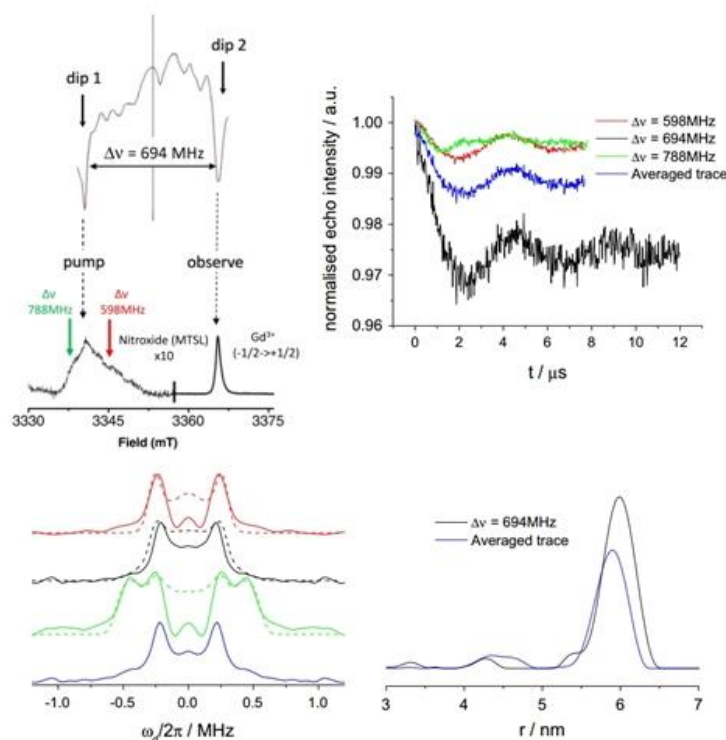 dip 1
dip 2
Δν = 694 MHz
pump
observe
Δν
788MHz
Δν
598MHz
Nitroxide (MTSL)
x10
Gd³⁺
(-1/2->+1/2)
3330 3345 3360 3375
Field (mT)
normalised echo intensity / a.u.
1.00
0.99
0.98
0.97
0.96
Δν = 598MHz
Δν = 694MHz
Δν = 788MHz
Averaged trace
0 2 4 6 8 10 12
t / μs
-1.0 -0.5 0.0 0.5 1.0
ωd/2π / MHz
Δν = 694MHz
Averaged trace
3 4 5 6 7
r / nm